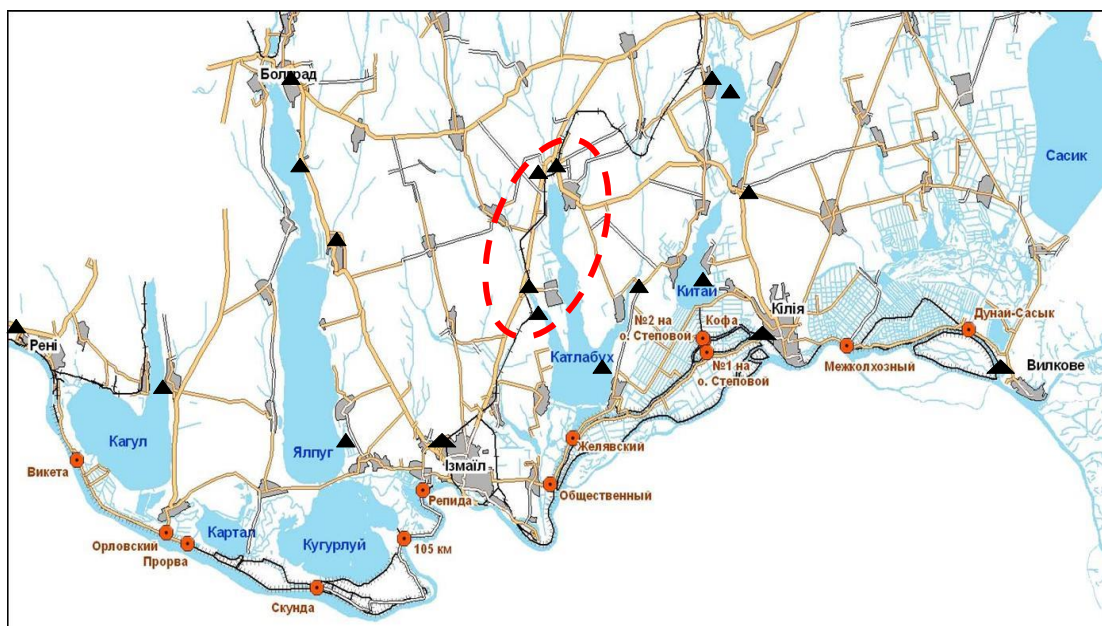 Болград
Сасик
Китай
Кілія
Дунай-Сасык
№2 на
о. Степовой
Кофа
Рені
Катлабух
№1 на
о. Степовой
Межколхозный
Вилкове
Кагул
Ялпуг
Ізмаїл
Желявский
Викета
Репида
Общественный
Орловский
Картал
Прорва
Кугурлуй
105 км
Скунда